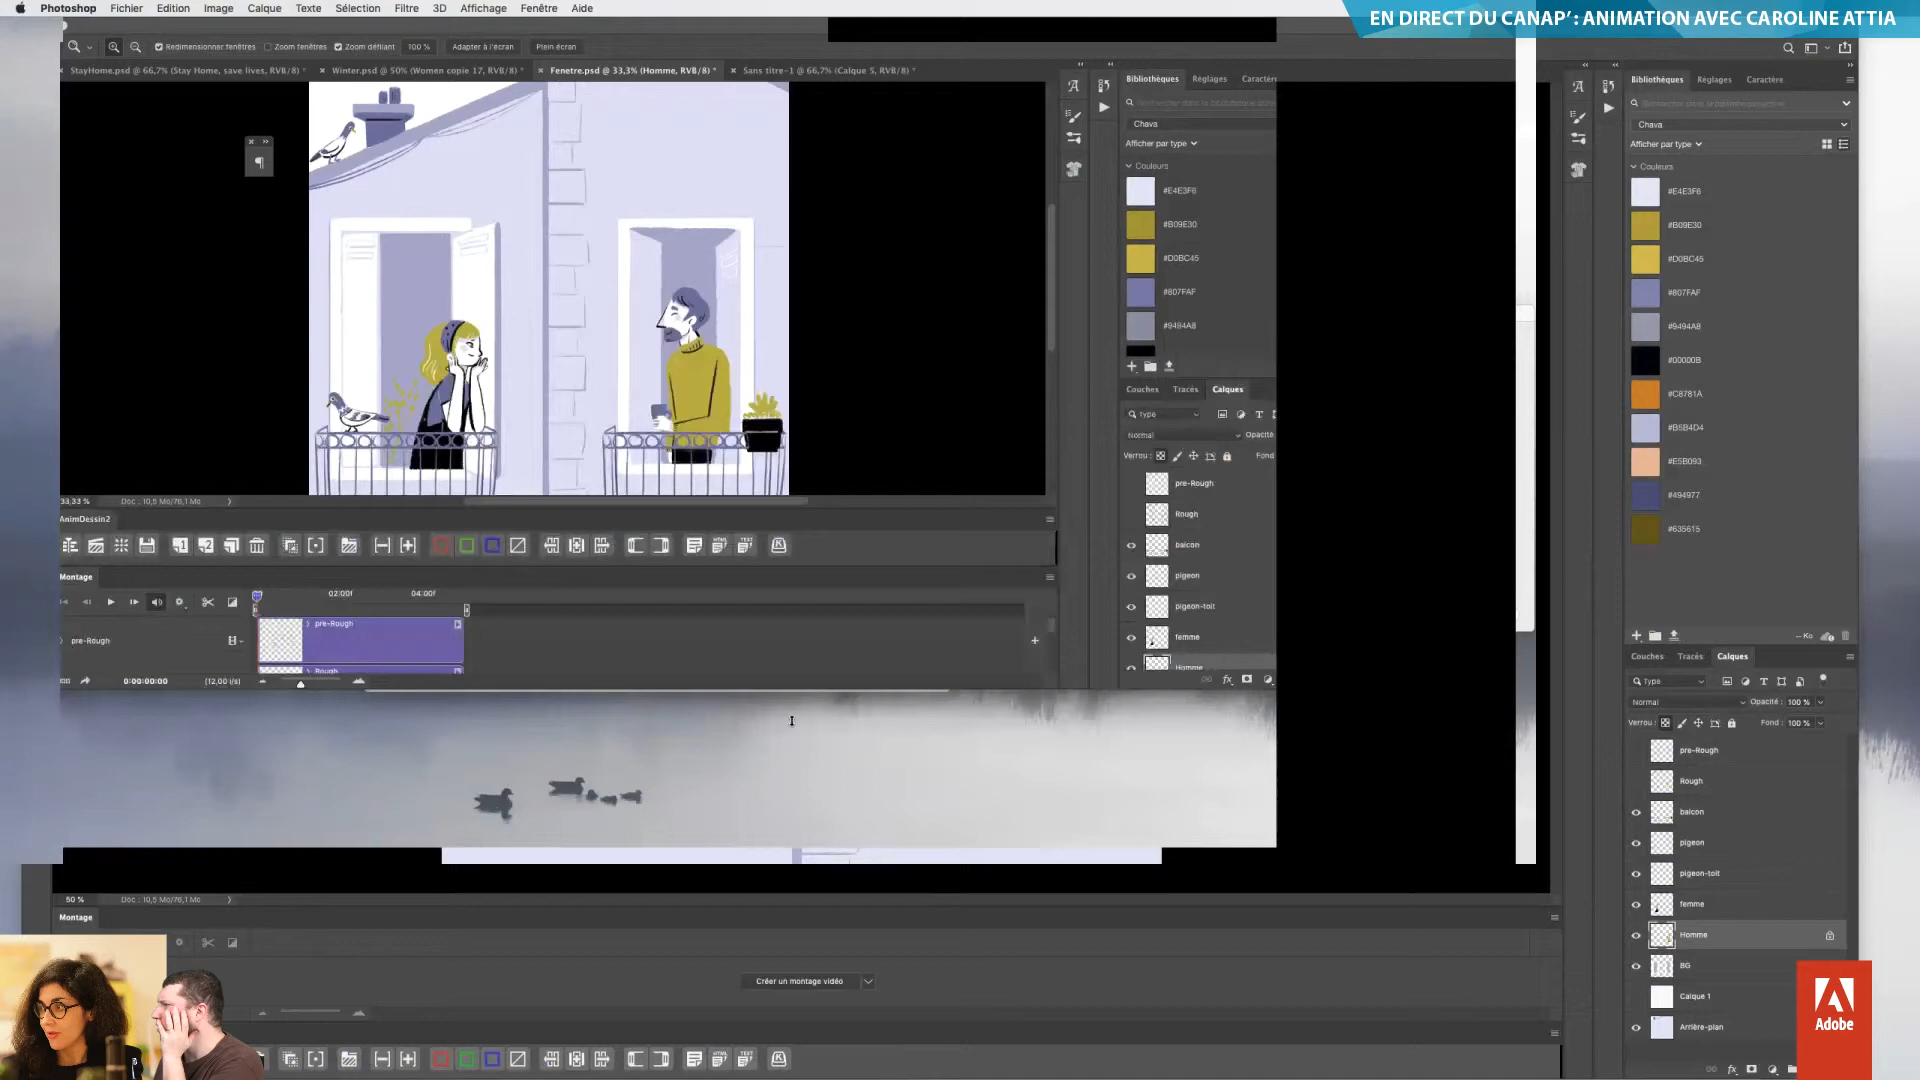 Photoshop Fichier Edition Image Calque Texte Sélection Filtre 3D Affichage Fenêtre Aide
EN DIRECT DU CANAP' : ANIMATION AVEC CAROLINE ATTIA
Redimensionner fenêtres Zoom fenêtres Zoom défilant 100 % Adapter à l'écran Plein écran
StayHome.psd @ 66,7% (Stay Home, save lives, RVB/8) *
Winter.psd @ 50% (Women copie 17, RVB/8) *
Fenetre.psd @ 33,3% (Homme, RVB/8) *
Sans titre-1 @ 66,7% (Calque 5, RVB/8) *
Bibliothèques Réglages Caractère
Chava
Afficher par type
Couleurs
#E4E3F6
#B09E30
#D0BC45
#807FAF
#9494A8
Couches Tracés Calques
Type
Normal Opacité
Verrou : Fond
pre-Rough
Rough
balcon
pigeon
pigeon-toit
femme
Homme
33,33 % Doc : 10,5 Mo/76,1 Mo
AnimDessin2
Montage
02:00f 04:00f
pre-Rough
pre-Rough
Rough
0:00:00:00 (12,00 i/s)
Bibliothèques Réglages Caractère
Chava
Afficher par type
Couleurs
#E4E3F6
#B09E30
#D0BC45
#807FAF
#9494A8
#00000B
#C8781A
#B5B4D4
#E5B093
#494977
#635615
-- Ko
Couches Tracés Calques
Type
Normal Opacité : 100 %
Verrou : Fond : 100 %
pre-Rough
Rough
balcon
pigeon
pigeon-toit
femme
Homme
BG
Calque 1
Arrière-plan
50 % Doc : 10,5 Mo/76,1 Mo
Montage
Créer un montage vidéo
Adobe